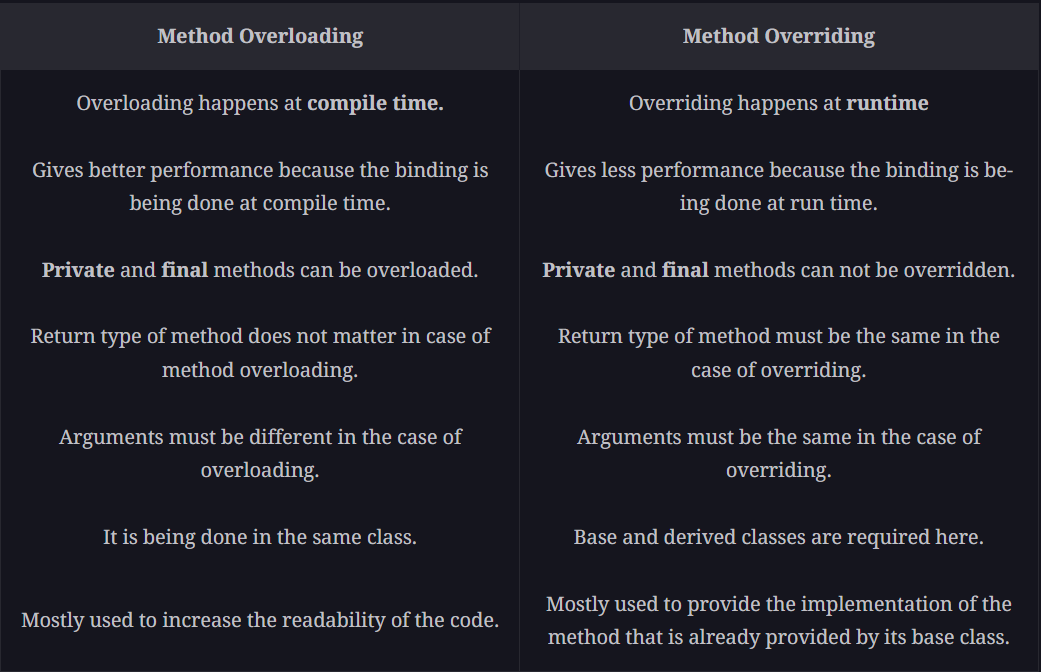 Method Overloading
Method Overriding
Overloading happens at compile time.
Overriding happens at runtime
Gives better performance because the binding is
being done at compile time.
Gives less performance because the binding is be-
ing done at run time.
Private and final methods can be overloaded.
Private and final methods can not be overridden.
Return type of method does not matter in case of
method overloading.
Return type of method must be the same in the
case of overriding.
Arguments must be different in the case of
overloading.
Arguments must be the same in the case of
overriding.
It is being done in the same class.
Base and derived classes are required here.
Mostly used to increase the readability of the code.
Mostly used to provide the implementation of the
method that is already provided by its base class.